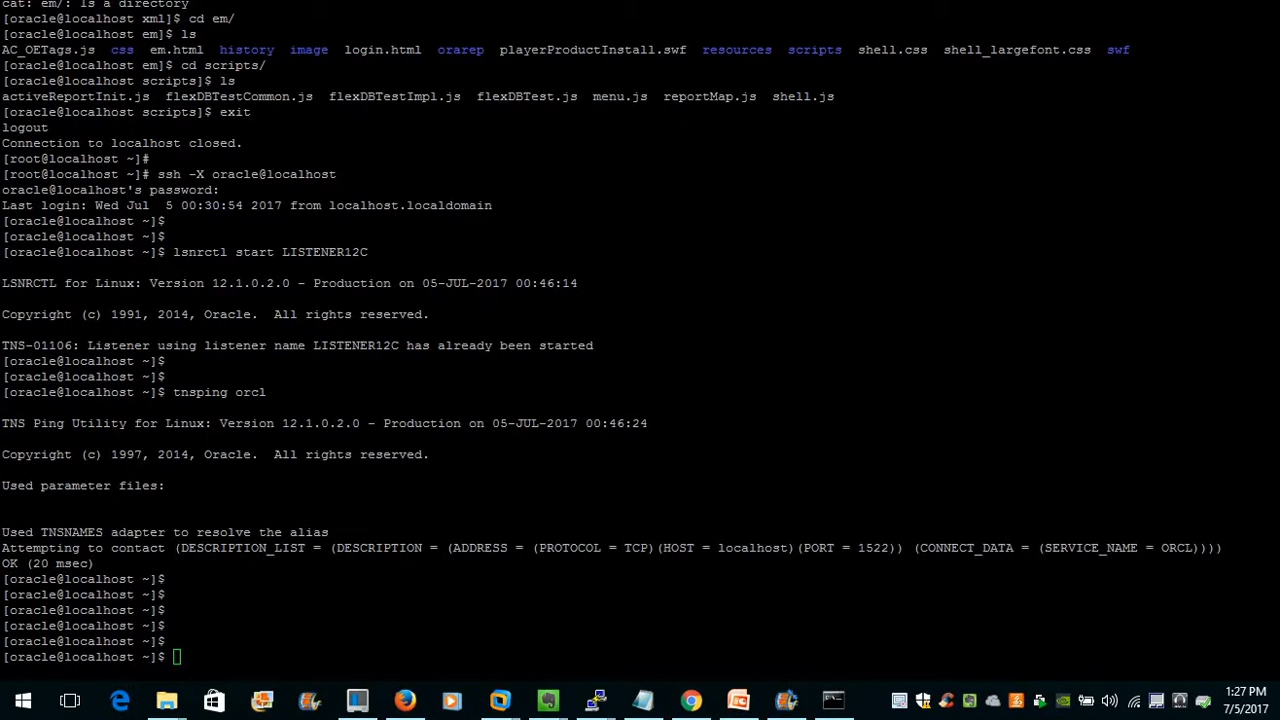 cat: em/: Is a directory
[oracle@localhost xml]$ cd em/
[oracle@localhost em]$ ls
AC_OETags.js  css  em.html  history  image  login.html  orarep  playerProductInstall.swf  resources  scripts  shell.css  shell_largefont.css  swf
[oracle@localhost em]$ cd scripts/
[oracle@localhost scripts]$ ls
activeReportInit.js  flexDBTestCommon.js  flexDBTestImpl.js  flexDBTest.js  menu.js  reportMap.js  shell.js
[oracle@localhost scripts]$ exit
logout
Connection to localhost closed.
[root@localhost ~]#
[root@localhost ~]# ssh -X oracle@localhost
oracle@localhost's password:
Last login: Wed Jul  5 00:30:54 2017 from localhost.localdomain
[oracle@localhost ~]$
[oracle@localhost ~]$
[oracle@localhost ~]$ lsnrctl start LISTENER12C
LSNRCTL for Linux: Version 12.1.0.2.0 - Production on 05-JUL-2017 00:46:14
Copyright (c) 1991, 2014, Oracle.  All rights reserved.
TNS-01106: Listener using listener name LISTENER12C has already been started
[oracle@localhost ~]$
[oracle@localhost ~]$
[oracle@localhost ~]$ tnsping orcl
TNS Ping Utility for Linux: Version 12.1.0.2.0 - Production on 05-JUL-2017 00:46:24
Copyright (c) 1997, 2014, Oracle.  All rights reserved.
Used parameter files:
Used TNSNAMES adapter to resolve the alias
Attempting to contact (DESCRIPTION_LIST = (DESCRIPTION = (ADDRESS = (PROTOCOL = TCP)(HOST = localhost)(PORT = 1522)) (CONNECT_DATA = (SERVICE_NAME = ORCL))))
OK (20 msec)
[oracle@localhost ~]$
[oracle@localhost ~]$
[oracle@localhost ~]$
[oracle@localhost ~]$
[oracle@localhost ~]$
[oracle@localhost ~]$
1:27 PM
7/5/2017